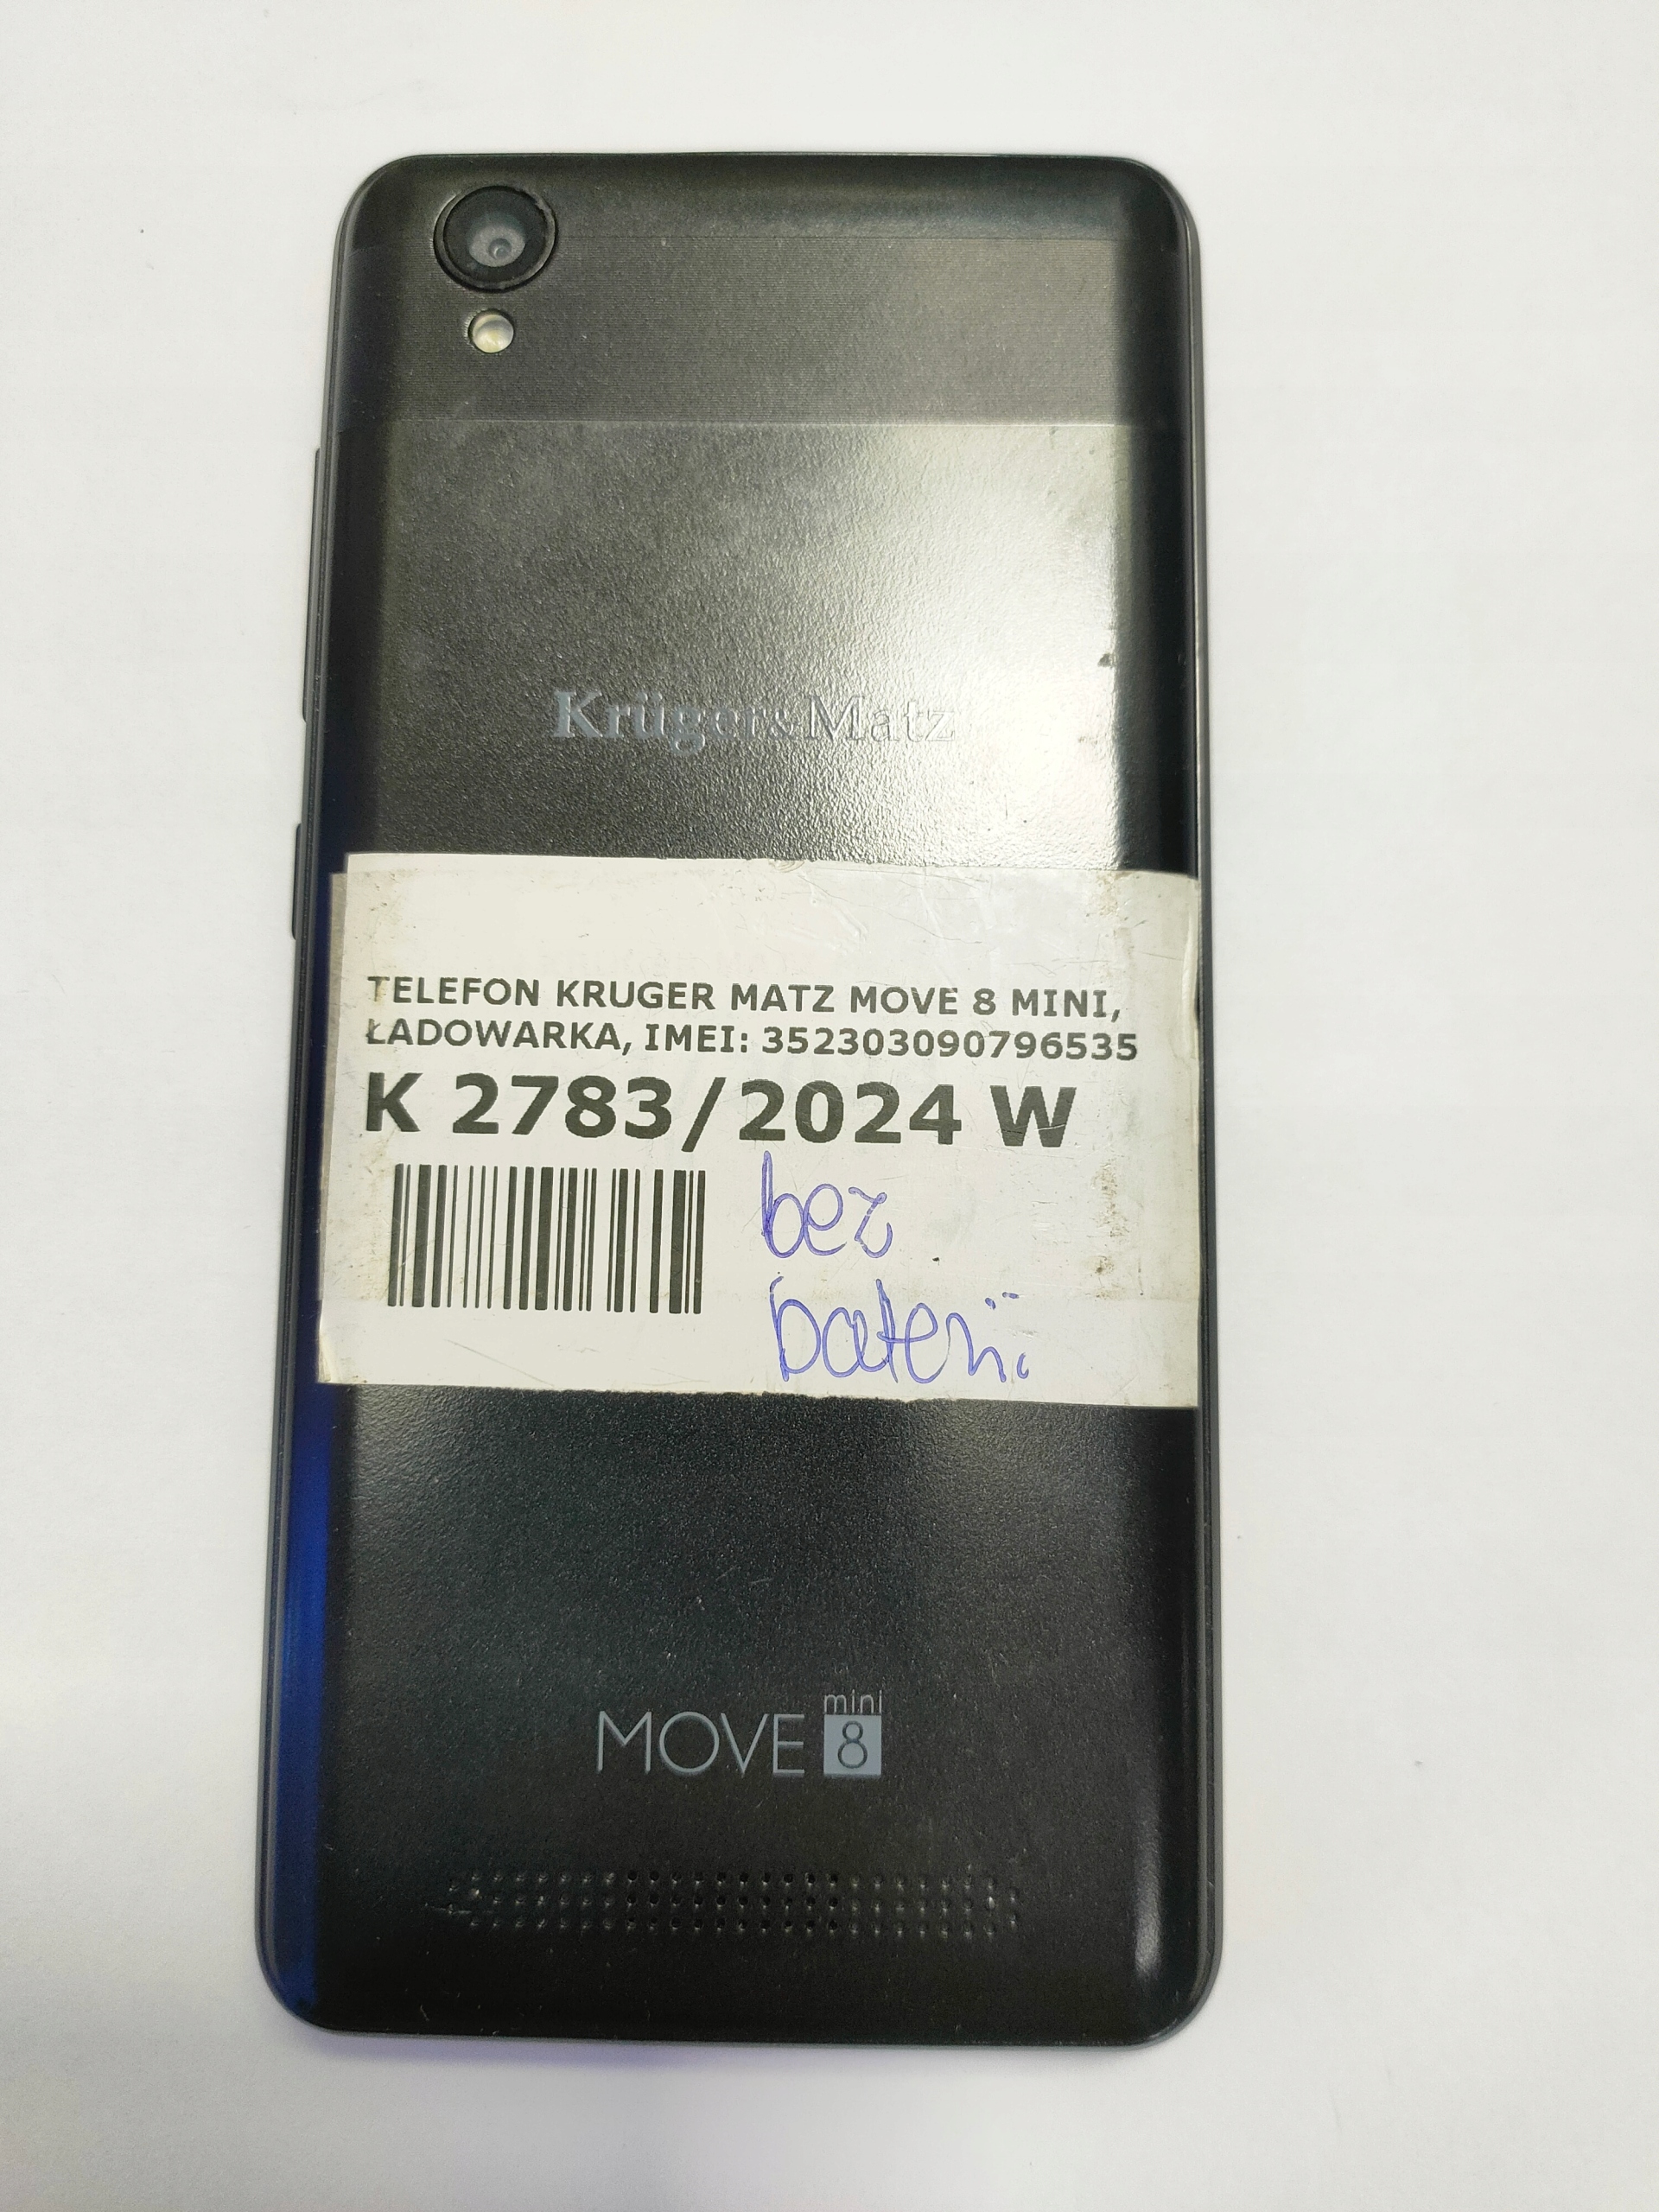 Krüger&Matz
TELEFON KRUGER MATZ MOVE 8 MINI,
ŁADOWARKA, IMEI: 352303090796535
K 2783/2024 W
bez
baterii
MOVE mini 8